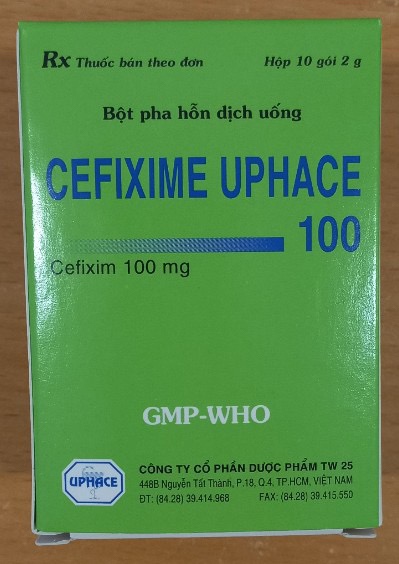 Rx Thuốc bán theo đơn Hộp 10 gói 2 g
Bột pha hỗn dịch uống
CEFIXIME UPHACE
100
Cefixim 100 mg
GMP-WHO
UPHACE
CÔNG TY CỔ PHẦN DƯỢC PHẨM TW 25
448B Nguyễn Tất Thành, P.18, Q.4, TP.HCM, VIỆT NAM
ĐT: (84.28) 39.414.968 FAX: (84.28) 39.415.550